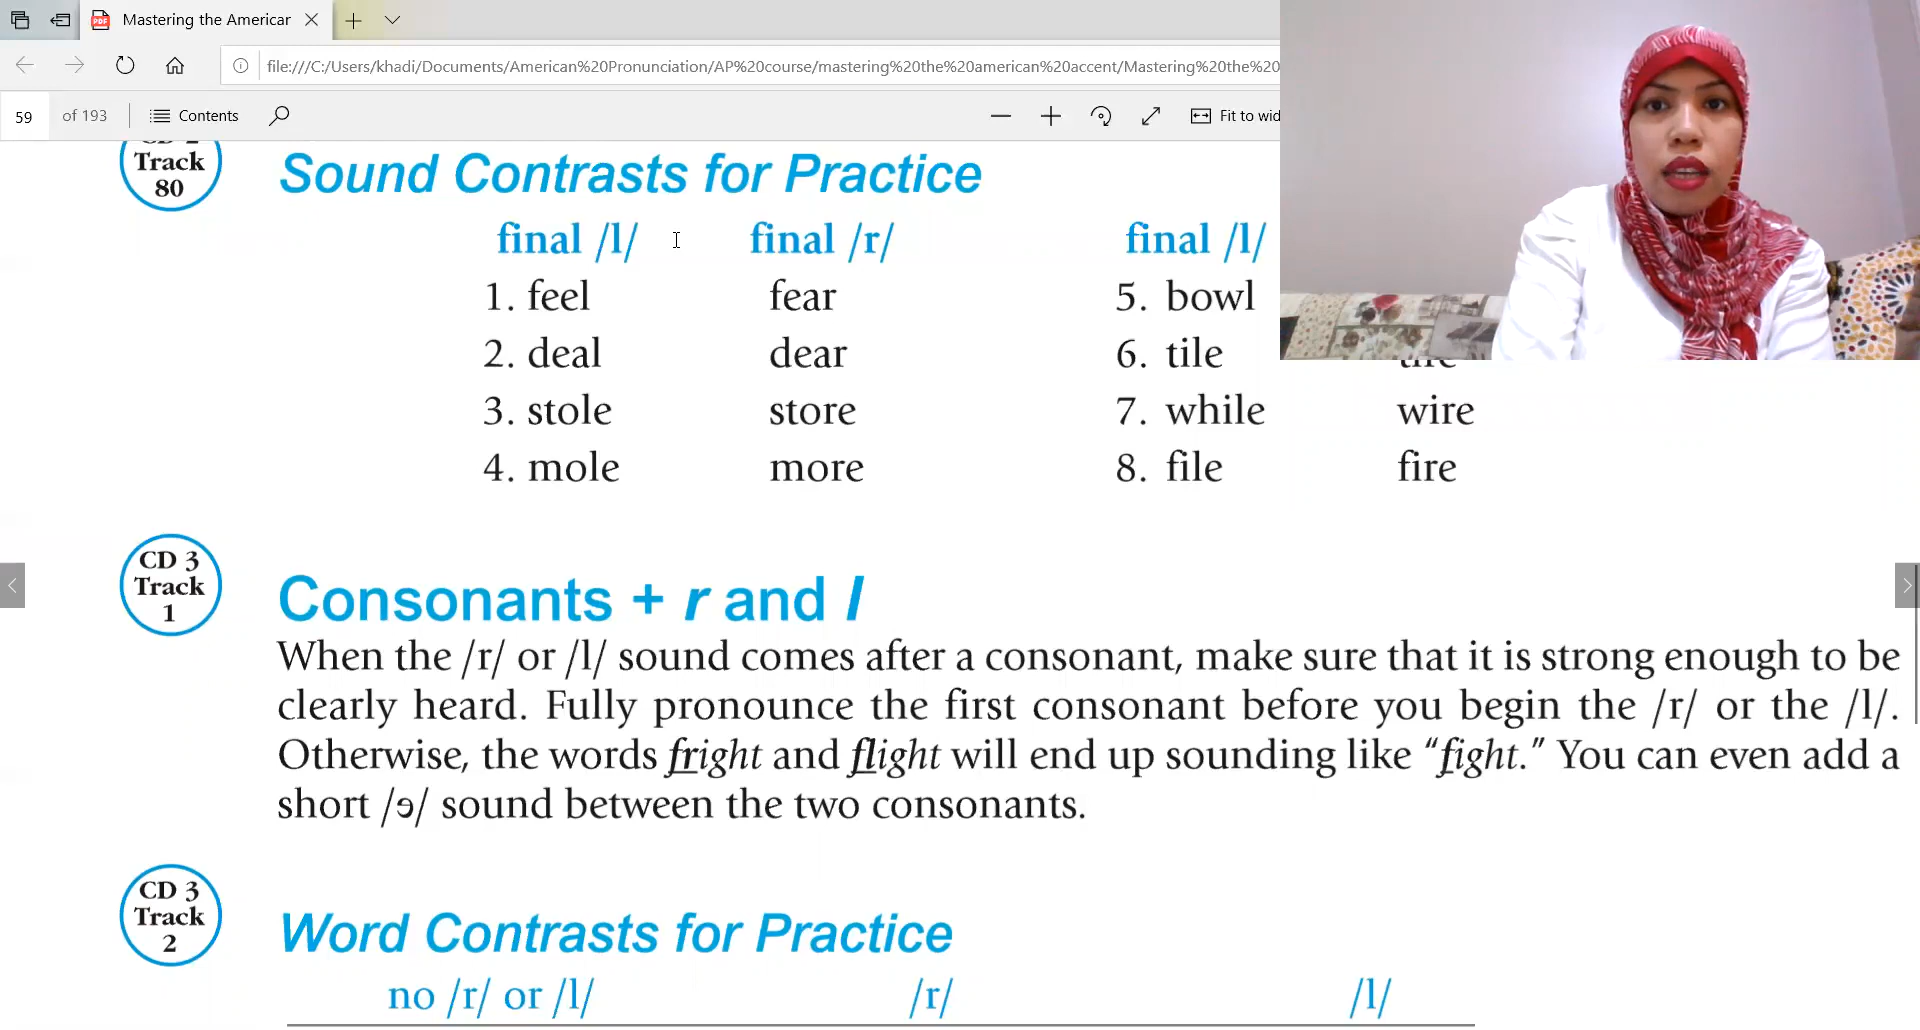 Mastering the Americar
file:///C:/Users/khadi/Documents/American%20Pronunciation/AP%20course/mastering%20the%20american%20accent/Mastering%20the%20
59 of 193 Contents Fit to wid
Track
80
Sound Contrasts for Practice
final /l/ final /r/ final /l/
1. feel fear 5. bowl
2. deal dear 6. tile
3. stole store 7. while wire
4. mole more 8. file fire
CD 3
Track
1
Consonants + r and l
When the /r/ or /l/ sound comes after a consonant, make sure that it is strong enough to be
clearly heard. Fully pronounce the first consonant before you begin the /r/ or the /l/.
Otherwise, the words fright and flight will end up sounding like “fight.” You can even add a
short /ɘ/ sound between the two consonants.
CD 3
Track
2
Word Contrasts for Practice
no /r/ or /l/ /r/ /l/